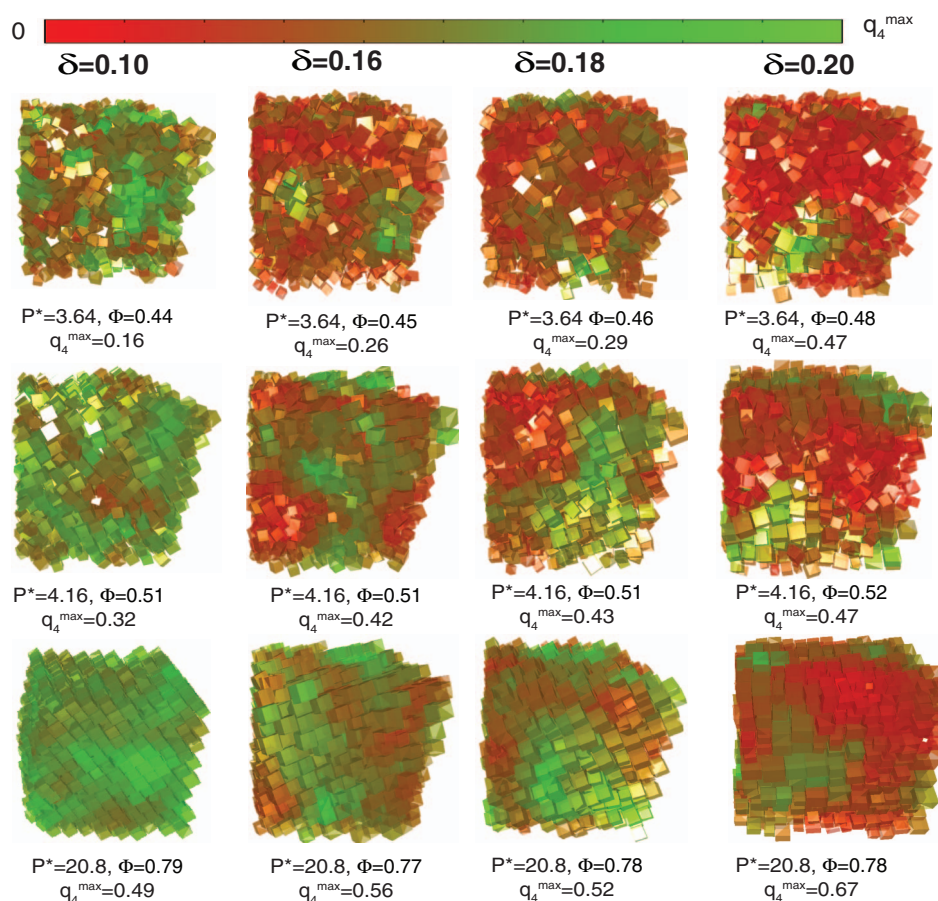 0 q₄ᵐᵃˣ
δ=0.10 δ=0.16 δ=0.18 δ=0.20
P*=3.64, Φ=0.44 P*=3.64, Φ=0.45 P*=3.64 Φ=0.46 P*=3.64, Φ=0.48
q₄ᵐᵃˣ=0.16 q₄ᵐᵃˣ=0.26 q₄ᵐᵃˣ=0.29 q₄ᵐᵃˣ=0.47
P*=4.16, Φ=0.51 P*=4.16, Φ=0.51 P*=4.16, Φ=0.51 P*=4.16, Φ=0.52
q₄ᵐᵃˣ=0.32 q₄ᵐᵃˣ=0.42 q₄ᵐᵃˣ=0.43 q₄ᵐᵃˣ=0.47
P*=20.8, Φ=0.79 P*=20.8, Φ=0.77 P*=20.8, Φ=0.78 P*=20.8, Φ=0.78
q₄ᵐᵃˣ=0.49 q₄ᵐᵃˣ=0.56 q₄ᵐᵃˣ=0.52 q₄ᵐᵃˣ=0.67